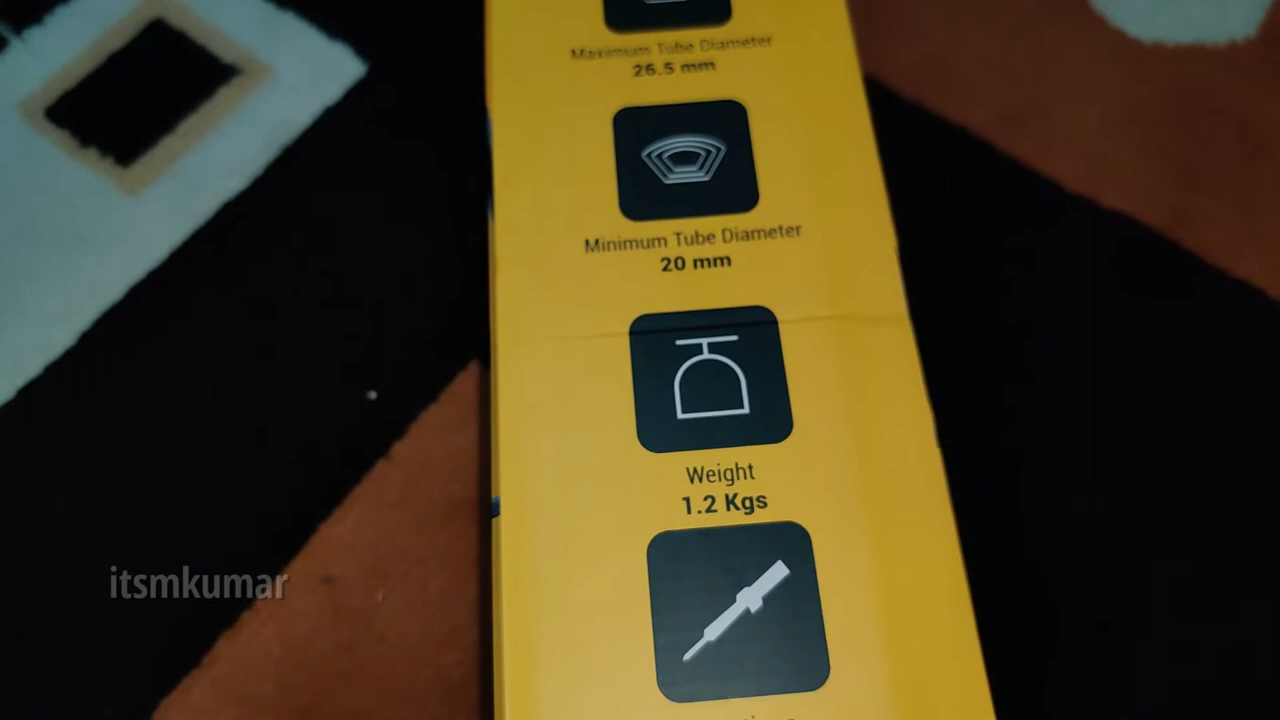 Maximum Tube Diameter
26.5 mm
Minimum Tube Diameter
20 mm
Weight
1.2 Kgs
itsmkumar